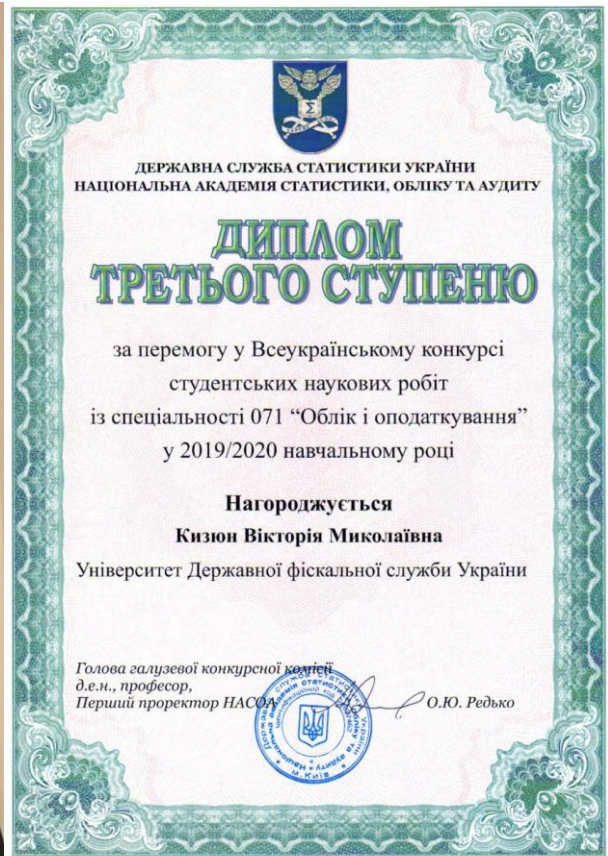 ДЕРЖАВНА СЛУЖБА СТАТИСТИКИ УКРАЇНИ
НАЦІОНАЛЬНА АКАДЕМІЯ СТАТИСТИКИ, ОБЛІКУ ТА АУДИТУ
ДИПЛОМ
ТРЕТЬОГО СТУПЕНЮ
за перемогу у Всеукраїнському конкурсі
студентських наукових робіт
із спеціальності 071 “Облік і оподаткування”
у 2019/2020 навчальному році
Нагороджується
Кизюн Вікторія Миколаївна
Університет Державної фіскальної служби України
Голова галузевої конкурсної комісії
д.е.н., професор,
Перший проректор НАСОА О.Ю. Редько
м. Київ